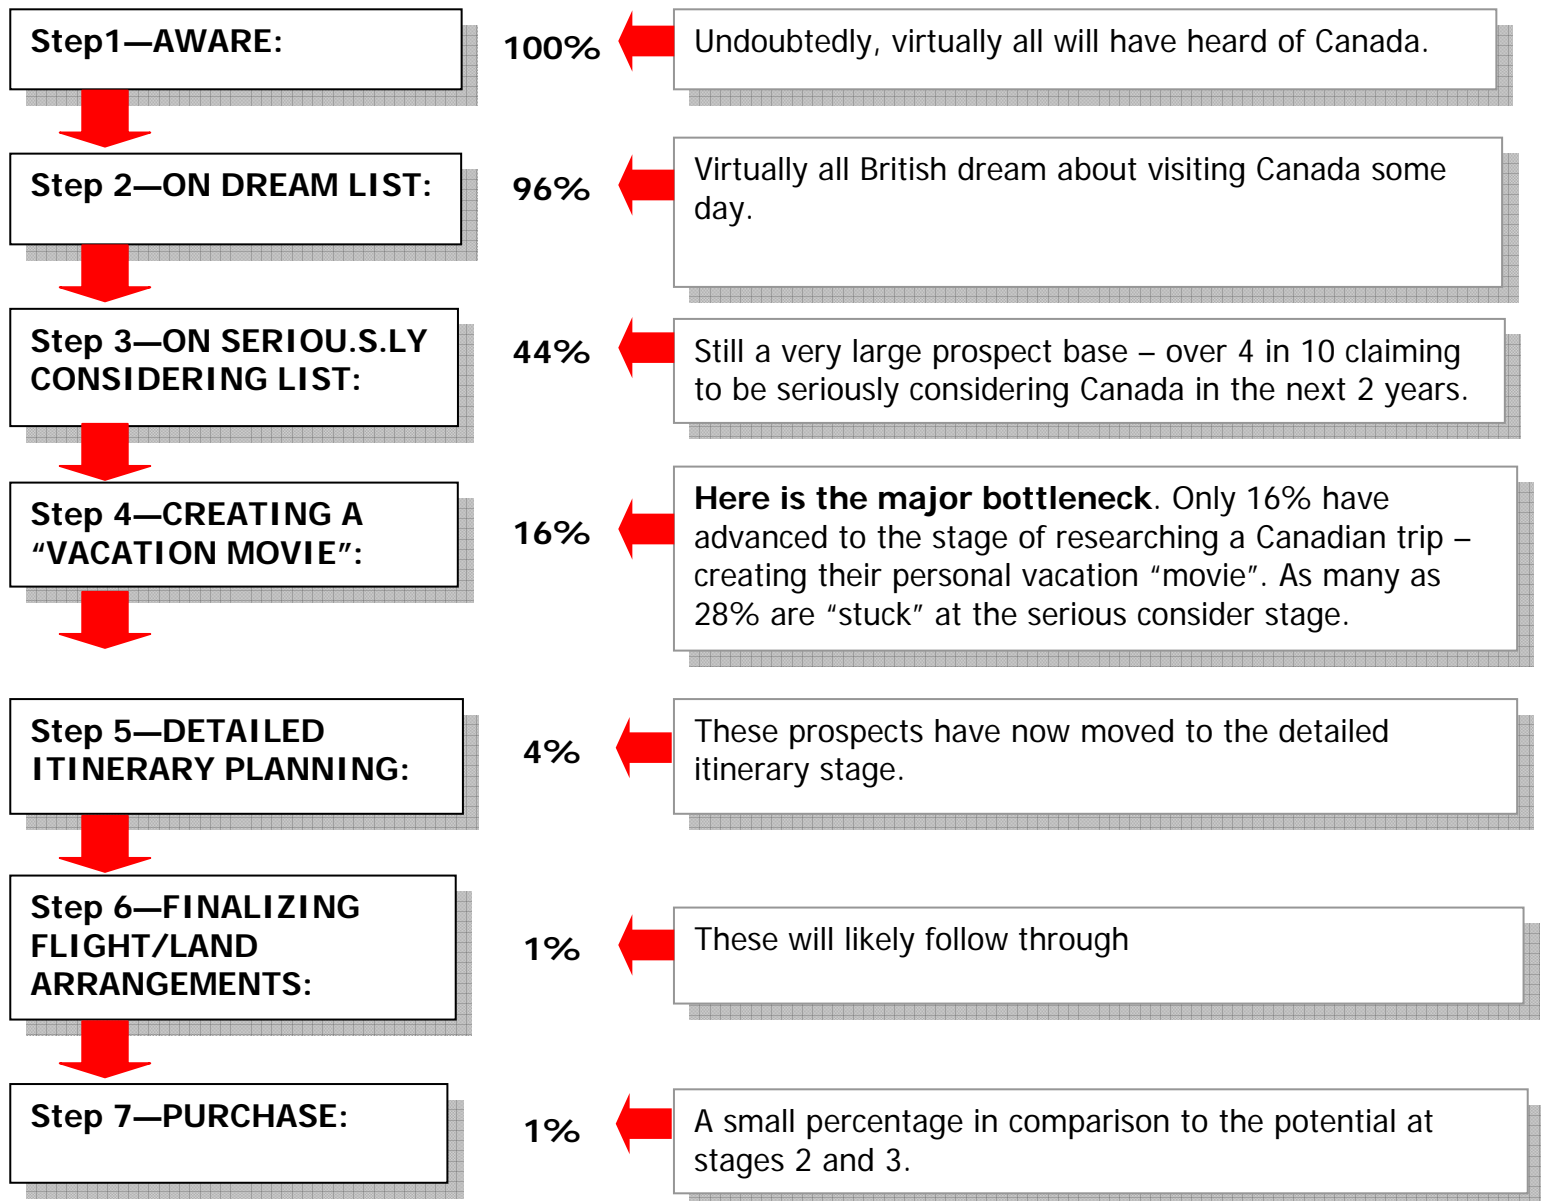 Step1—AWARE:
100%
Undoubtedly, virtually all will have heard of Canada.
Step 2—ON DREAM LIST:
96%
Virtually all British dream about visiting Canada some
day.
Step 3—ON SERIOU.S.LY
CONSIDERING LIST:
44%
Still a very large prospect base – over 4 in 10 claiming
to be seriously considering Canada in the next 2 years.
Step 4—CREATING A
“VACATION MOVIE”:
16%
Here is the major bottleneck. Only 16% have
advanced to the stage of researching a Canadian trip –
creating their personal vacation “movie”. As many as
28% are “stuck” at the serious consider stage.
Step 5—DETAILED
ITINERARY PLANNING:
4%
These prospects have now moved to the detailed
itinerary stage.
Step 6—FINALIZING
FLIGHT/LAND
ARRANGEMENTS:
1%
These will likely follow through
Step 7—PURCHASE:
1%
A small percentage in comparison to the potential at
stages 2 and 3.